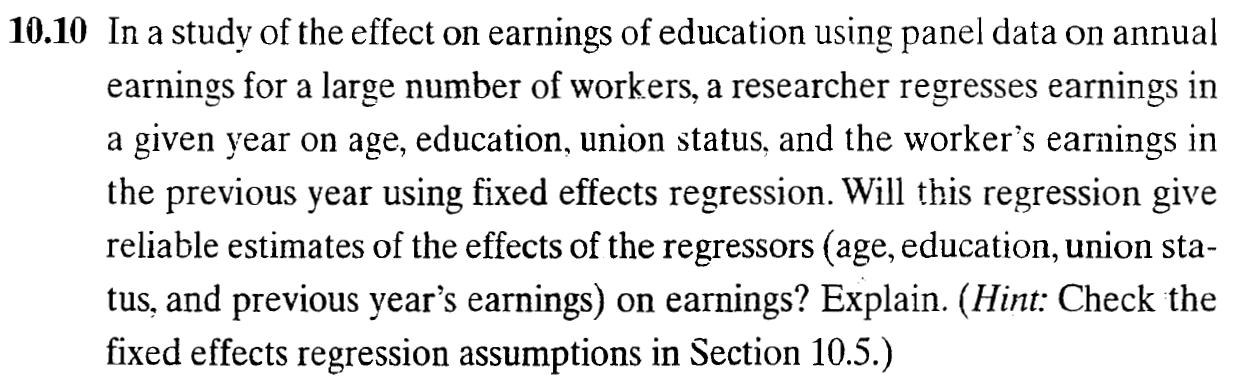 10.10 In a study of the effect on earnings of education using panel data on annual
earnings for a large number of workers, a researcher regresses earnings in
a given year on age, education, union status, and the worker's earnings in
the previous year using fixed effects regression. Will this regression give
reliable estimates of the effects of the regressors (age, education, union sta-
tus, and previous year's earnings) on earnings? Explain. (Hint: Check the
fixed effects regression assumptions in Section 10.5.)